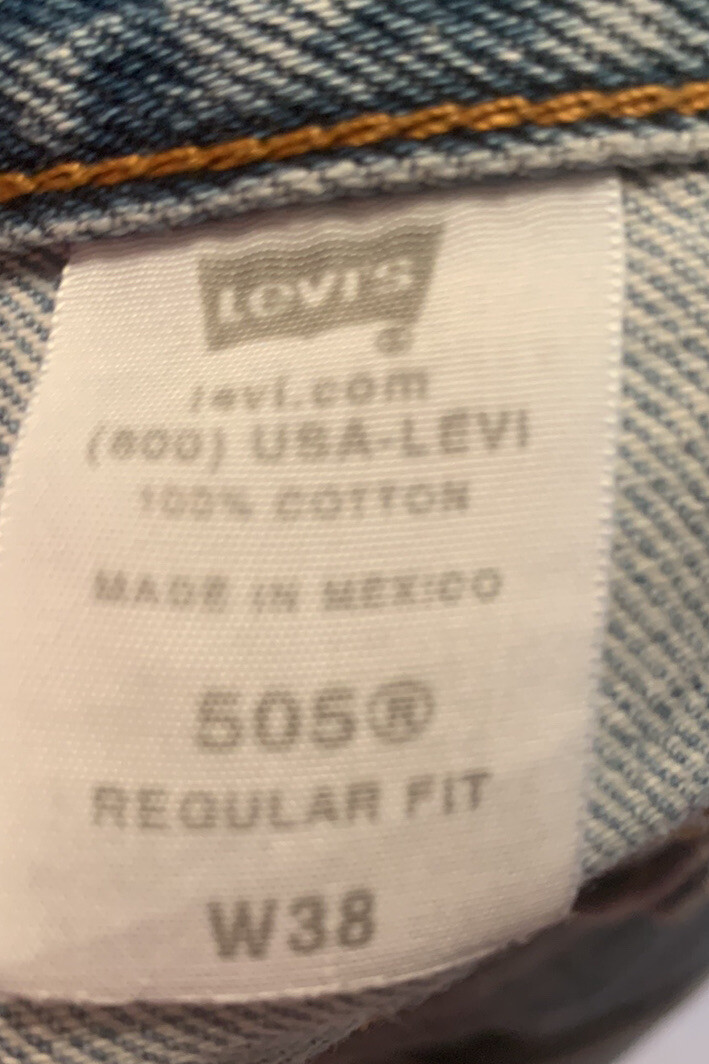 Levi's
®
levi.com
(800) USA-LEVI
100% COTTON
MADE IN MEXICO
505®
REGULAR FIT
W38